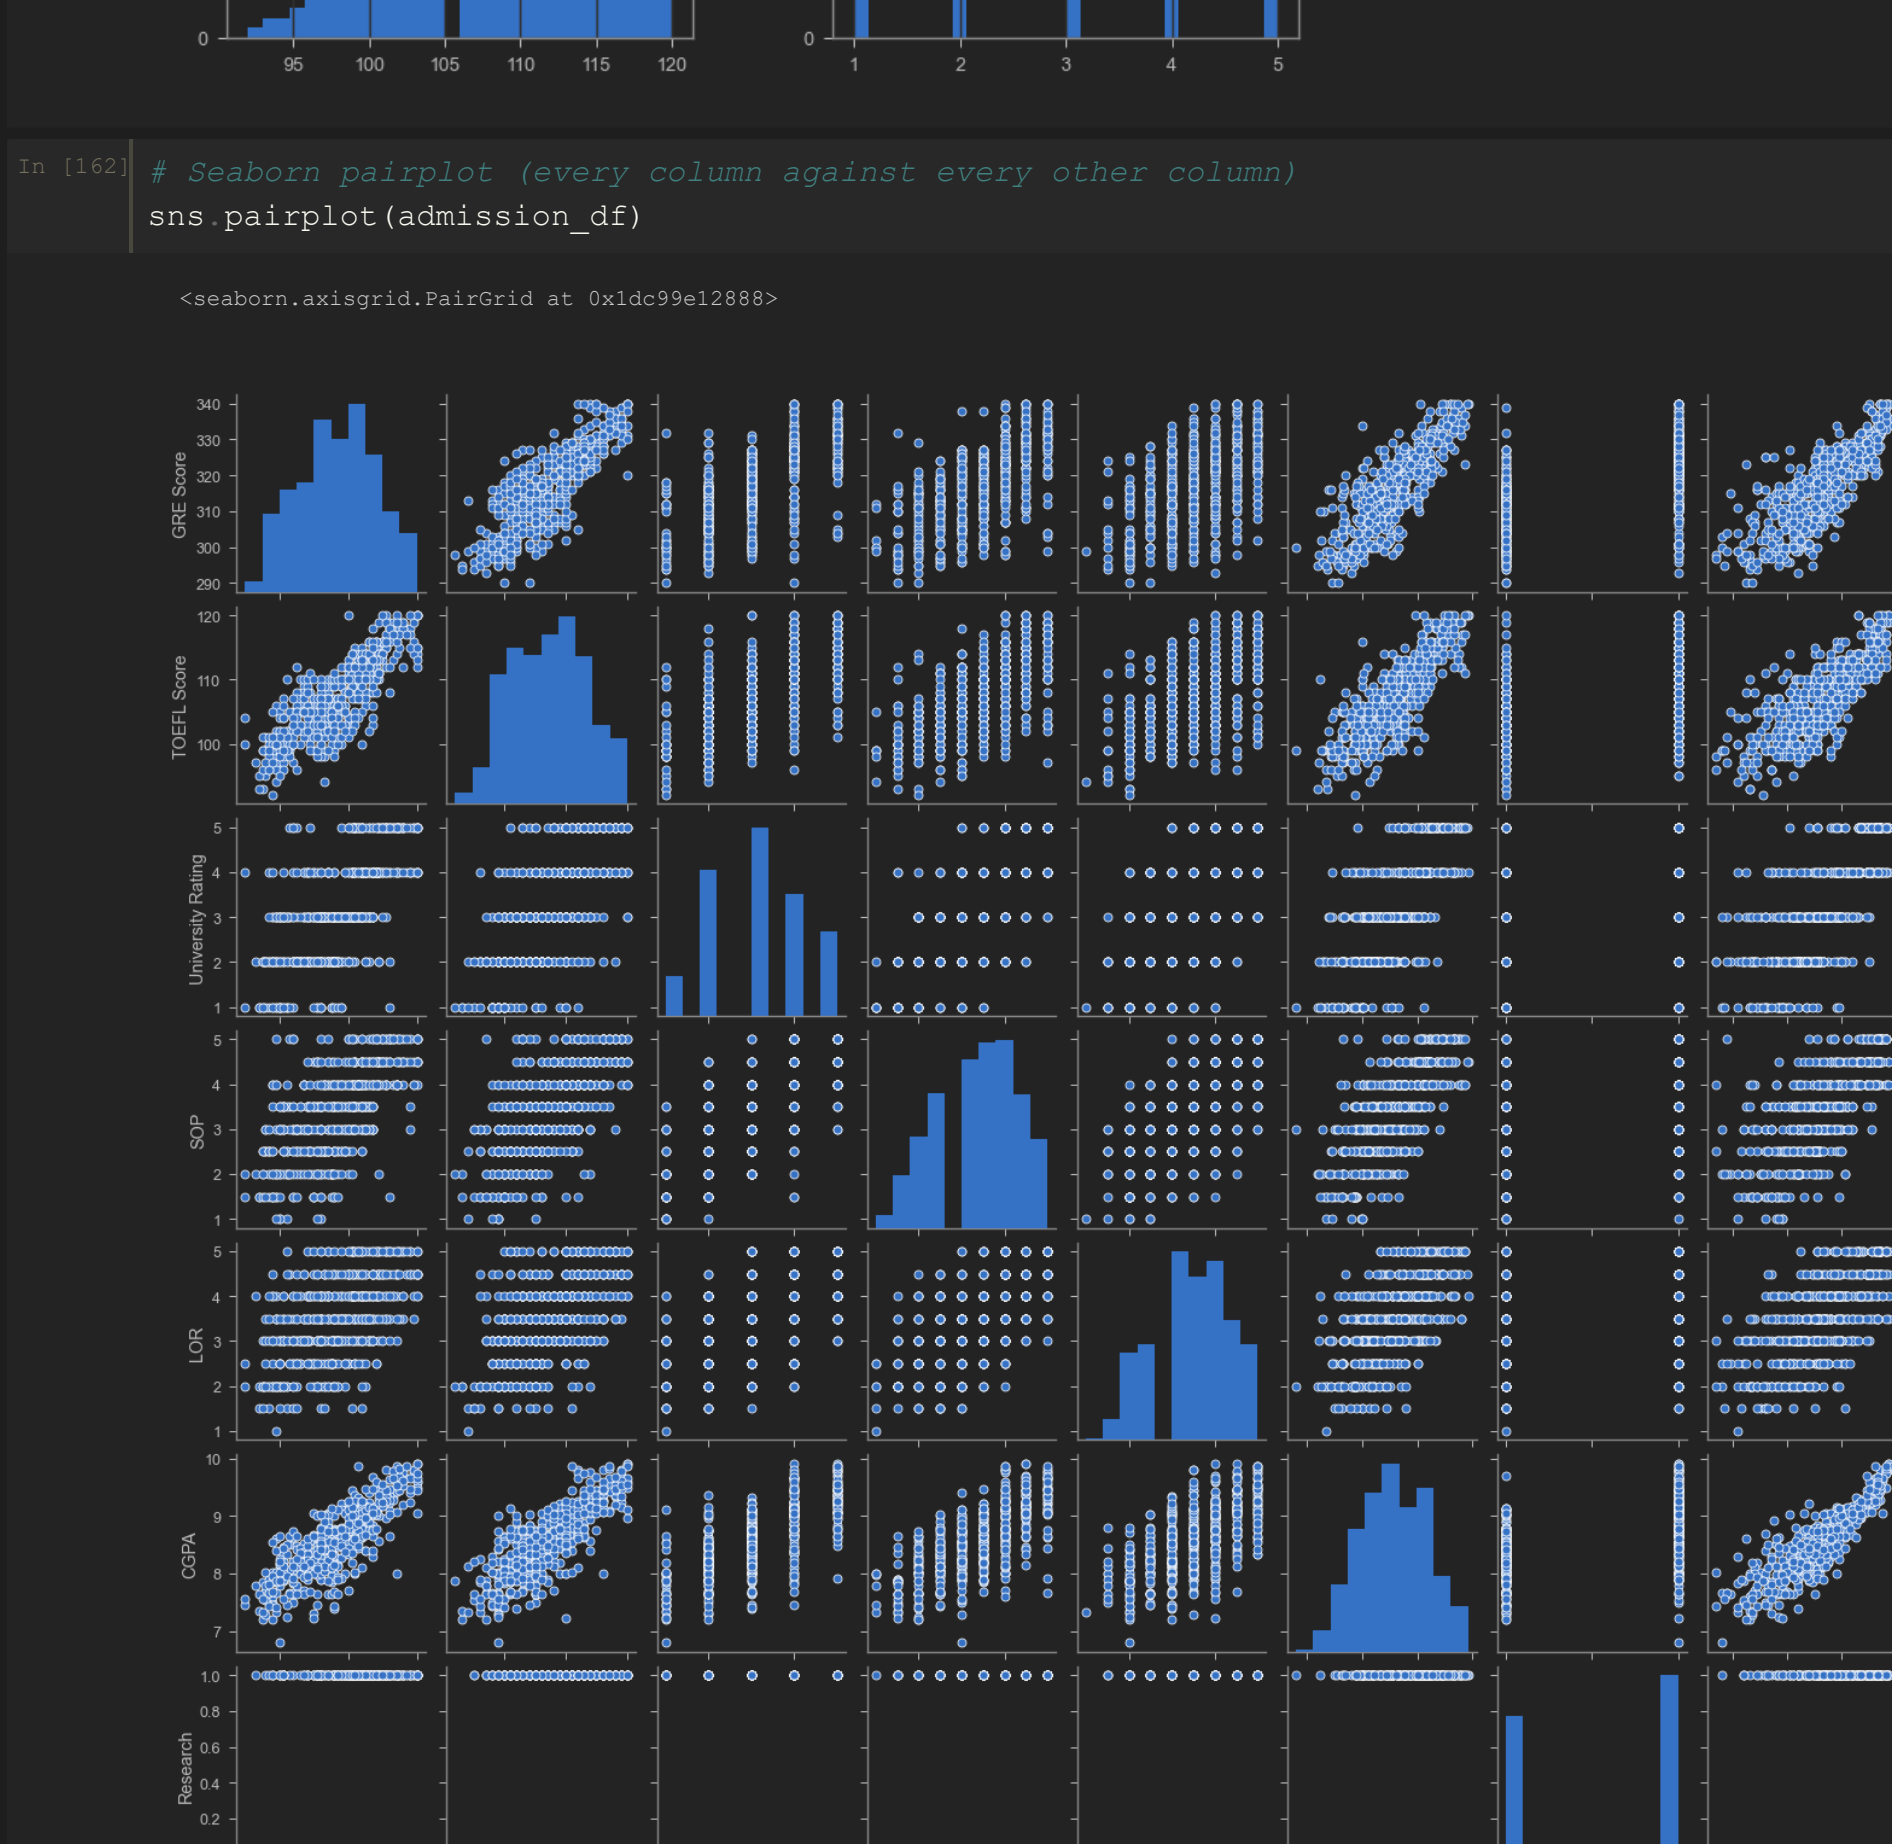 0
95 100 105 110 115 120
0
1 2 3 4 5
In [162]
# Seaborn pairplot (every column against every other column)
sns.pairplot(admission_df)
<seaborn.axisgrid.PairGrid at 0x1dc99e12888>
GRE Score
340
330
320
310
300
290
TOEFL Score
120
110
100
University Rating
5
4
3
2
1
SOP
5
4
3
2
1
LOR
5
4
3
2
1
CGPA
10
9
8
7
Research
1.0
0.8
0.6
0.4
0.2